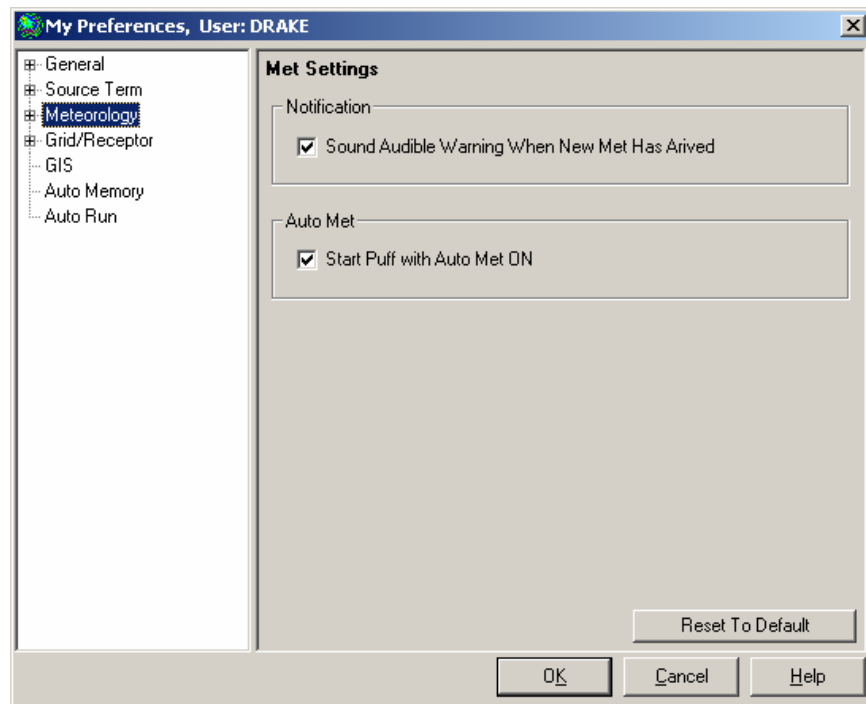 My Preferences, User: DRAKE
General
Source Term
Meteorology
Grid/Receptor
GIS
Auto Memory
Auto Run
Met Settings
Notification
Sound Audible Warning When New Met Has Arived
Auto Met
Start Puff with Auto Met ON
Reset To Default
OK
Cancel
Help